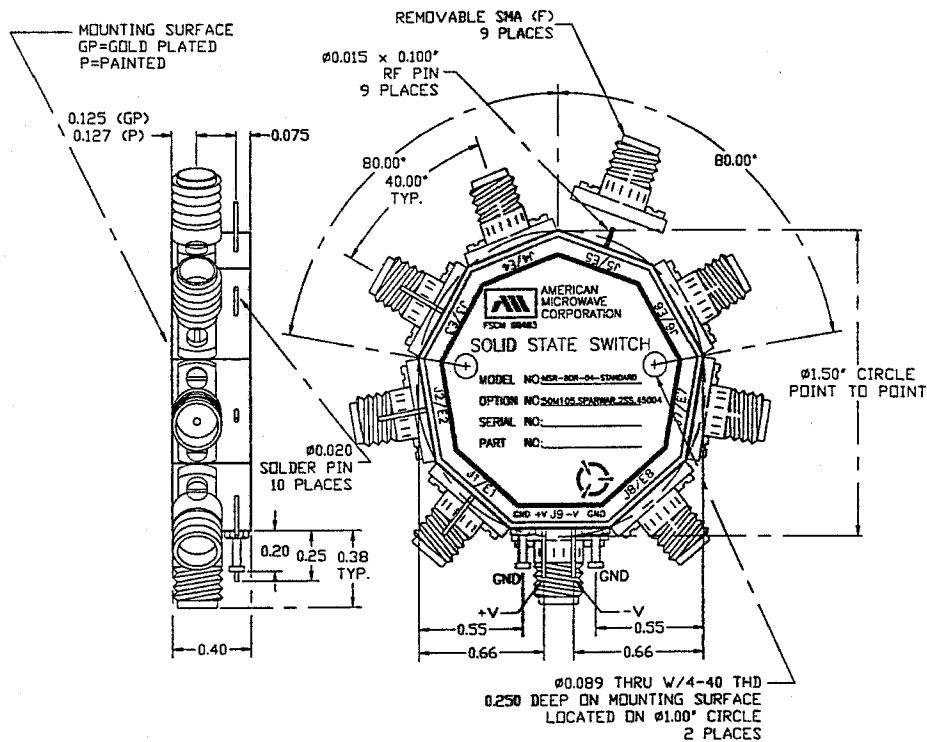 MOUNTING SURFACE
GP=GOLD PLATED
P=PAINTED
REMOVABLE SMA (F)
9 PLACES
Ø0.015 × 0.100"
RF PIN
9 PLACES
0.125 (GP)
0.127 (P)
0.075
80.00°
40.00°
TYP.
80.00°
J4/E4
J5/E5
J3/E3
J6/E6
J2/E2
J7/E7
J1/E1
J8/E8
AMERICAN
MICROWAVE
CORPORATION
FSCM
SOLID STATE SWITCH
MODEL NO:
-04-STANDARD
OPTION NO:
SERIAL NO:
PART NO:
GND +V J9 -V GND
Ø1.50" CIRCLE
POINT TO POINT
Ø0.020
SOLDER PIN
10 PLACES
0.20
0.25
0.38
TYP.
0.40
GND
GND
+V
-V
0.55
0.55
0.66
0.66
Ø0.089 THRU W/4-40 THD
0.250 DEEP ON MOUNTING SURFACE
LOCATED ON Ø1.00" CIRCLE
2 PLACES